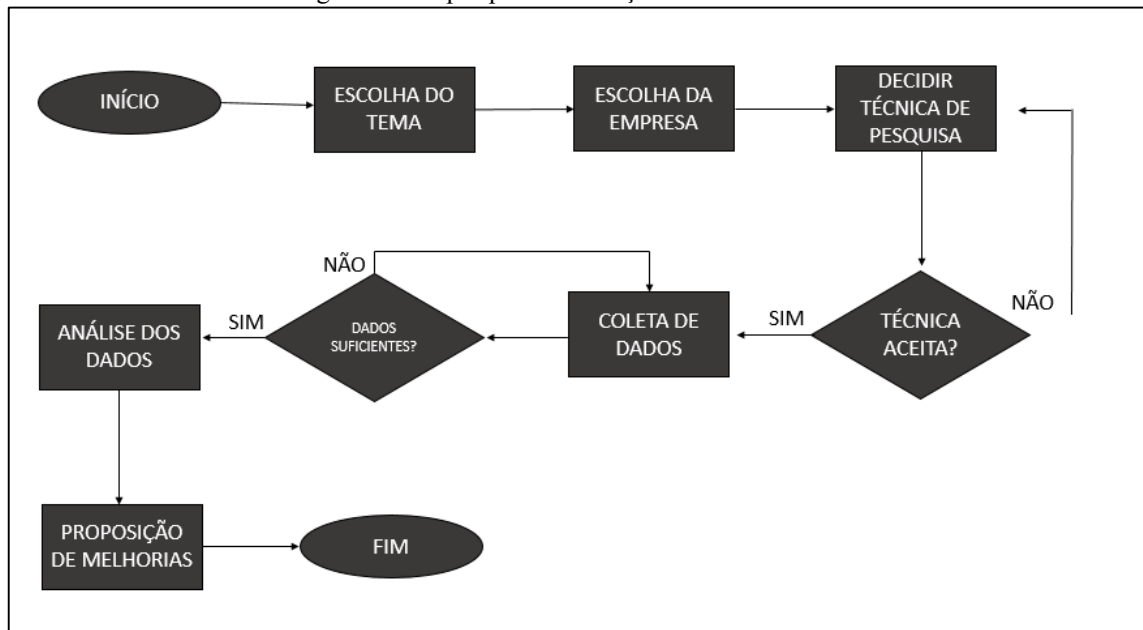 INÍCIO
ESCOLHA DO
TEMA
ESCOLHA DA
EMPRESA
DECIDIR
TÉCNICA DE
PESQUISA
TÉCNICA
ACEITA?
NÃO
SIM
COLETA DE
DADOS
DADOS
SUFICIENTES?
NÃO
SIM
ANÁLISE DOS
DADOS
PROPOSIÇÃO
DE MELHORIAS
FIM